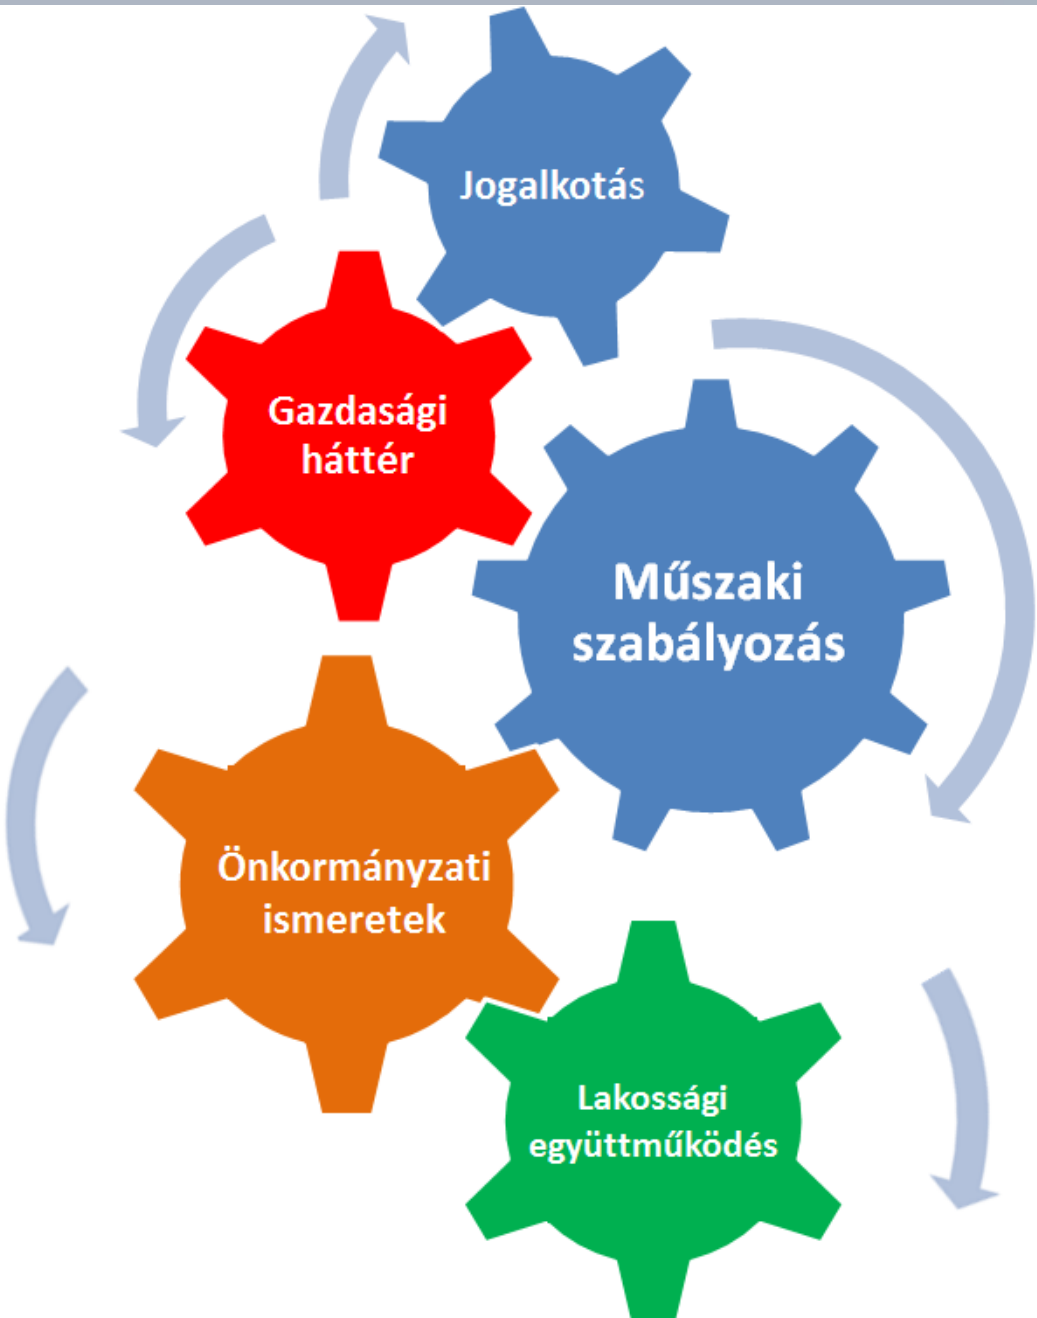 Jogalkotás
Gazdasági
háttér
Műszaki
szabályozás
Önkormányzati
ismeretek
Lakossági
együttműködés